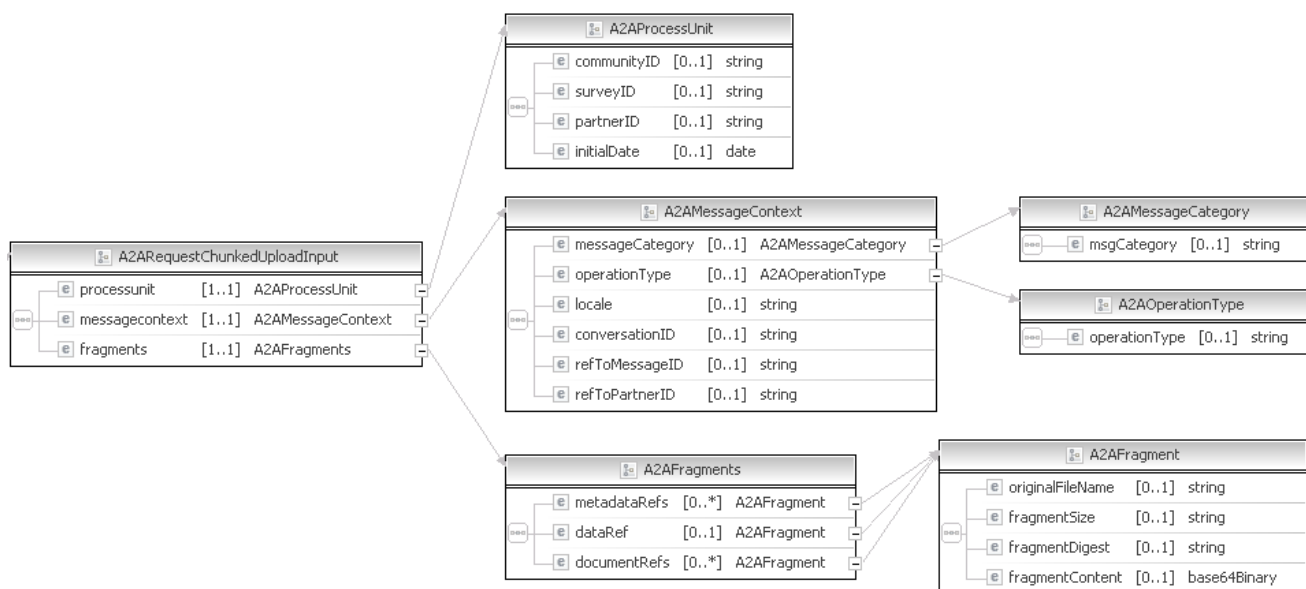 A2AProcessUnit
e communityID [0..1] string
e surveyID [0..1] string
e partnerID [0..1] string
e initialDate [0..1] date
A2AMessageContext
e messageCategory [0..1] A2AMessageCategory
e operationType [0..1] A2AOperationType
e locale [0..1] string
e conversationID [0..1] string
e refToMessageID [0..1] string
e refToPartnerID [0..1] string
A2AMessageCategory
e msgCategory [0..1] string
A2ARequestChunkedUploadInput
e processunit [1..1] A2AProcessUnit
e messagecontext [1..1] A2AMessageContext
e fragments [1..1] A2AFragments
A2AOperationType
e operationType [0..1] string
A2AFragments
e metadataRefs [0..*] A2AFragment
e dataRef [0..1] A2AFragment
e documentRefs [0..*] A2AFragment
A2AFragment
e originalFileName [0..1] string
e fragmentSize [0..1] string
e fragmentDigest [0..1] string
e fragmentContent [0..1] base64Binary